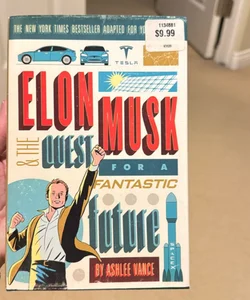 THE NEW YORK TIMES BESTSELLER ADAPTED FOR
$9.99
TESLA
ELON
MUSK
& THE
QUEST
FOR A
FANTASTIC
future
SPACEX
BY ASHLEE VANCE